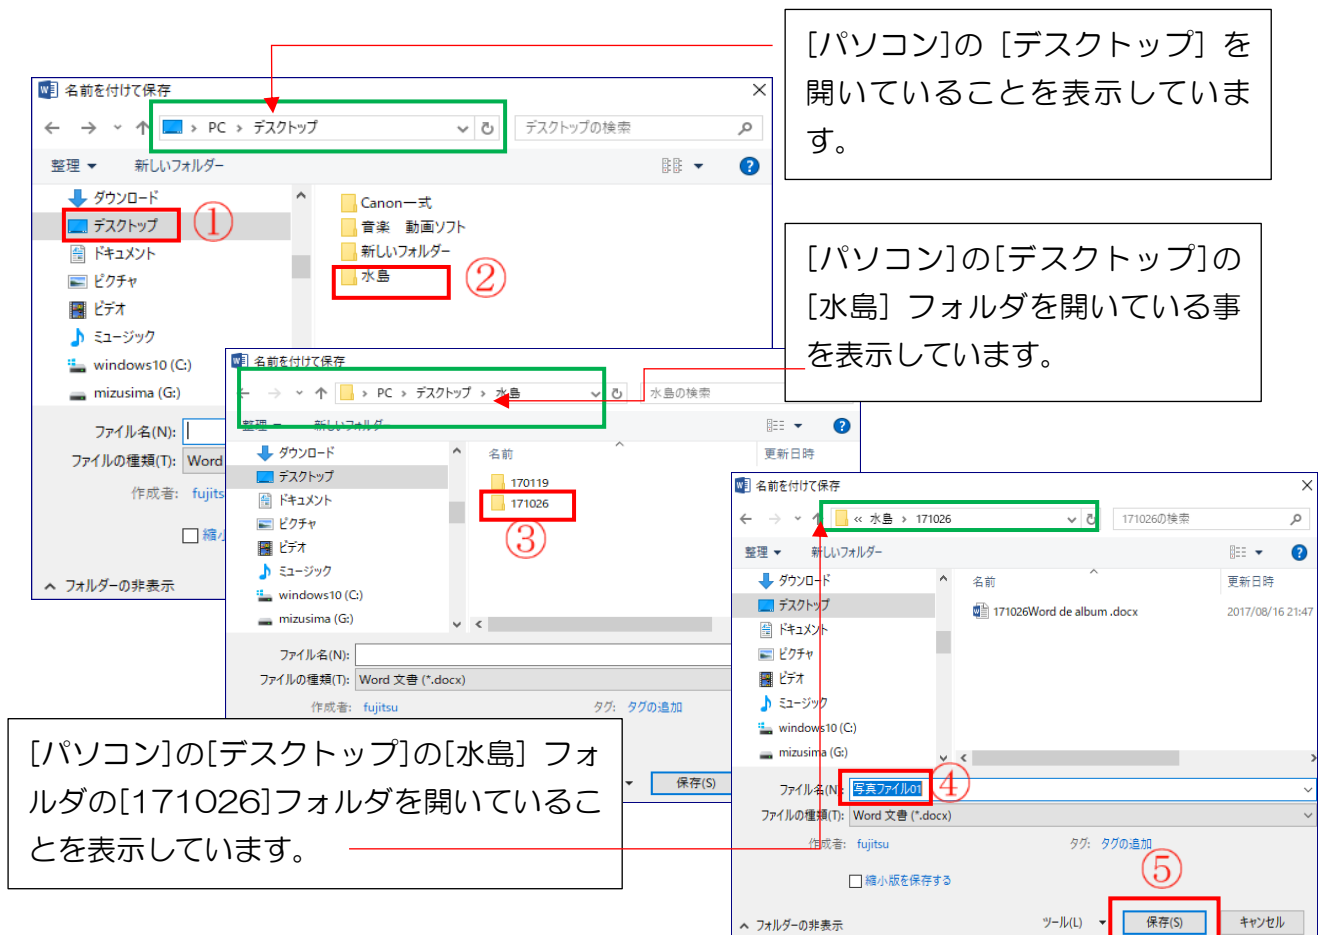 [パソコン]の [デスクトップ] を
開いていることを表示していま
す。
名前を付けて保存
PC › デスクトップ
デスクトップの検索
整理
新しいフォルダー
ダウンロード
デスクトップ
ドキュメント
ピクチャ
ビデオ
ミュージック
windows10 (C:)
mizusima (G:)
①
Canon一式
音楽 動画ソフト
新しいフォルダー
水島
②
ファイル名(N):
ファイルの種類(T): Word
作成者: fujits
フォルダーの非表示
[パソコン]の[デスクトップ]の
[水島] フォルダを開いている事
を表示しています。
名前を付けて保存
PC › デスクトップ › 水島
水島の検索
整理
新しいフォルダー
ダウンロード
デスクトップ
ドキュメント
ピクチャ
ビデオ
ミュージック
windows10 (C:)
mizusima (G:)
名前
更新日時
170119
171026
③
ファイル名(N):
ファイルの種類(T): Word 文書 (*.docx)
作成者: fujitsu
タグ: タグの追加
保存(S)
名前を付けて保存
« 水島 › 171026
171026の検索
整理
新しいフォルダー
ダウンロード
デスクトップ
ドキュメント
ピクチャ
ビデオ
ミュージック
windows10 (C:)
mizusima (G:)
名前
更新日時
171026Word de album .docx
2017/08/16 21:47
ファイル名(N): 写真ファイル01
④
ファイルの種類(T): Word 文書 (*.docx)
作成者: fujitsu
タグ: タグの追加
縮小版を保存する
⑤
フォルダーの非表示
ツール(L)
保存(S)
キャンセル
[パソコン]の[デスクトップ]の[水島] フォ
ルダの[171026]フォルダを開いているこ
とを表示しています。